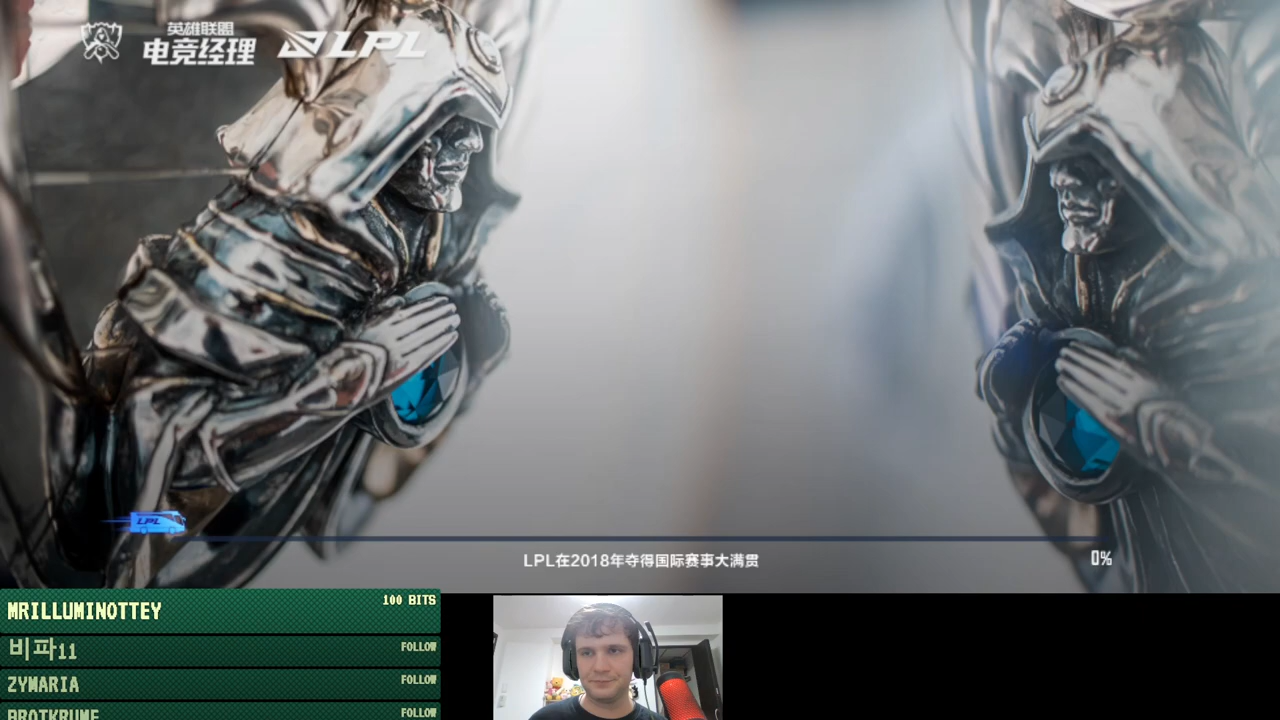 英雄联盟
电竞经理
LPL
LPL
LPL在2018年夺得国际赛事大满贯
0%
MRILLUMINOTTEY
100 BITS
비파11
FOLLOW
ZYMARIA
FOLLOW
BROTKRUME
FOLLOW